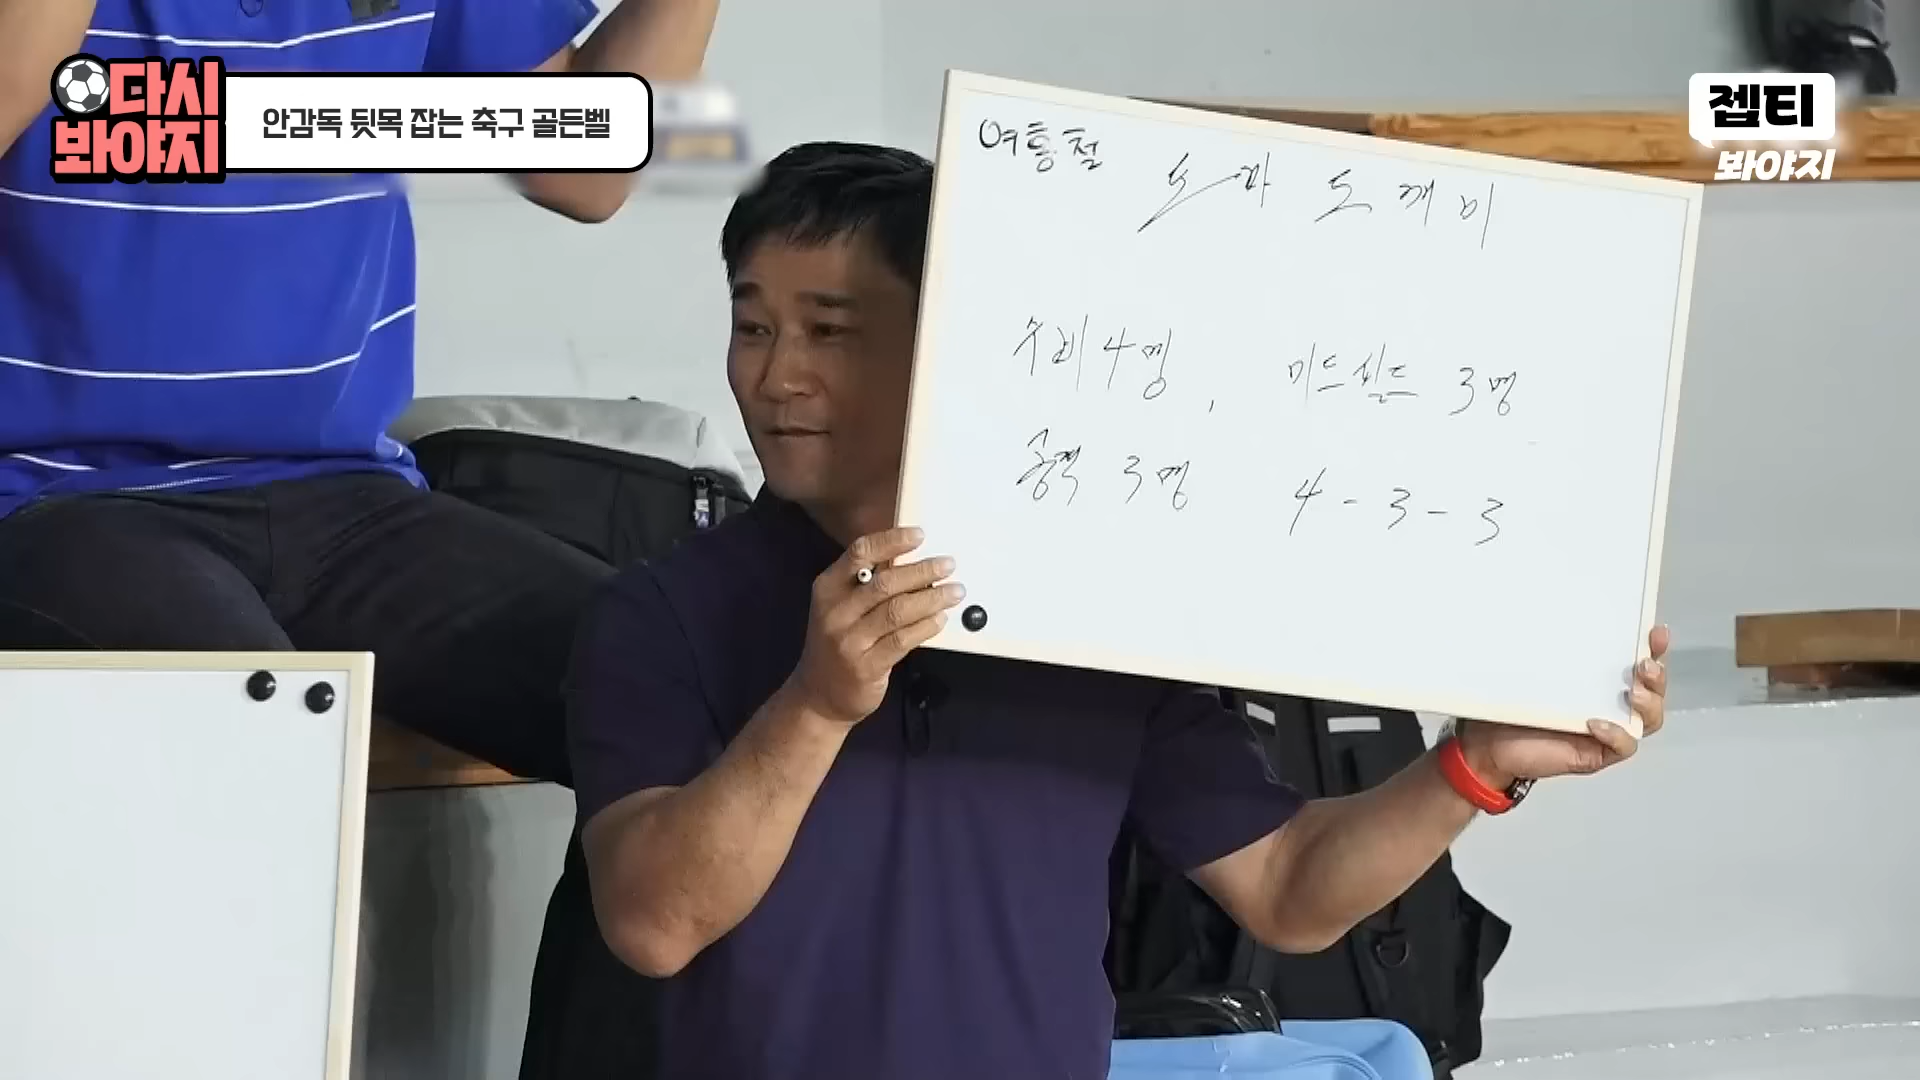 다시
봐야지
안감독 뒷목 잡는 축구 골든벨
젭티
봐야지
여홍철
노마 도깨비
수비 4명, 미드필드 3명
공격 3명 4-3-3